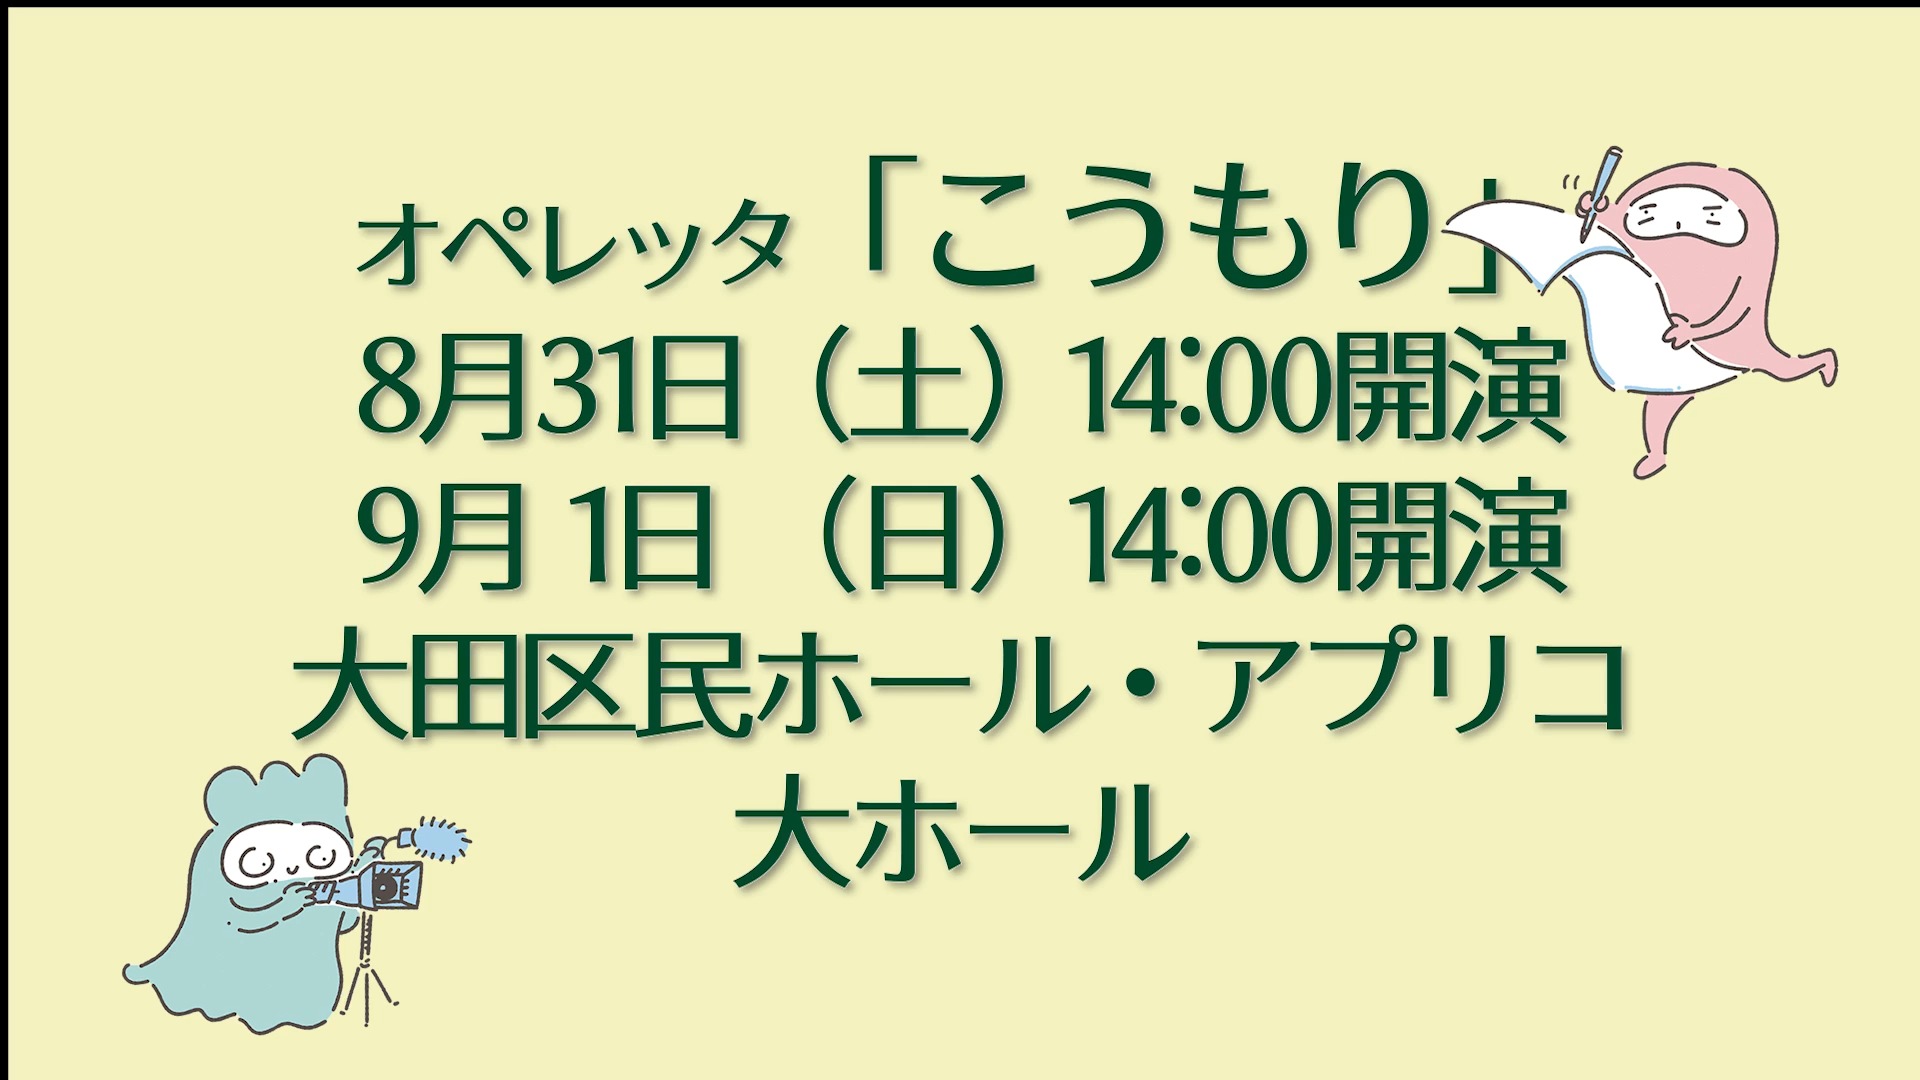 オペレッタ「こうもり」
8月31日（土）14:00開演
9月 1日 （日）14:00開演
大田区民ホール・アプリコ
大ホール